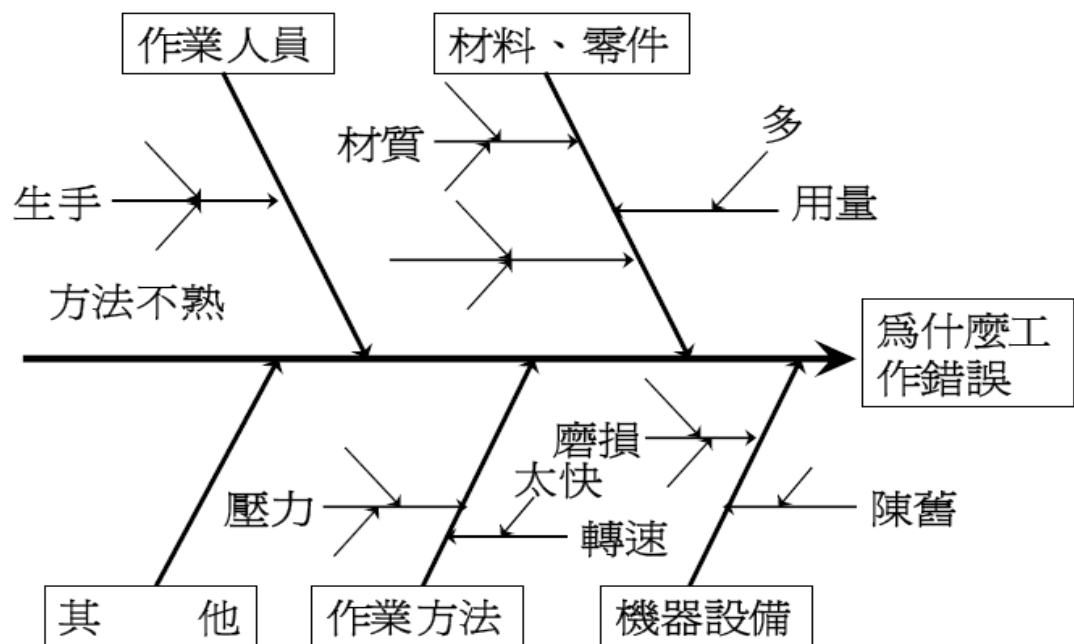 作業人員
材料、零件
多
材質
生手
用量
方法不熟
爲什麼工
作錯誤
磨損
太快
壓力
陳舊
轉速
其 他
作業方法
機器設備